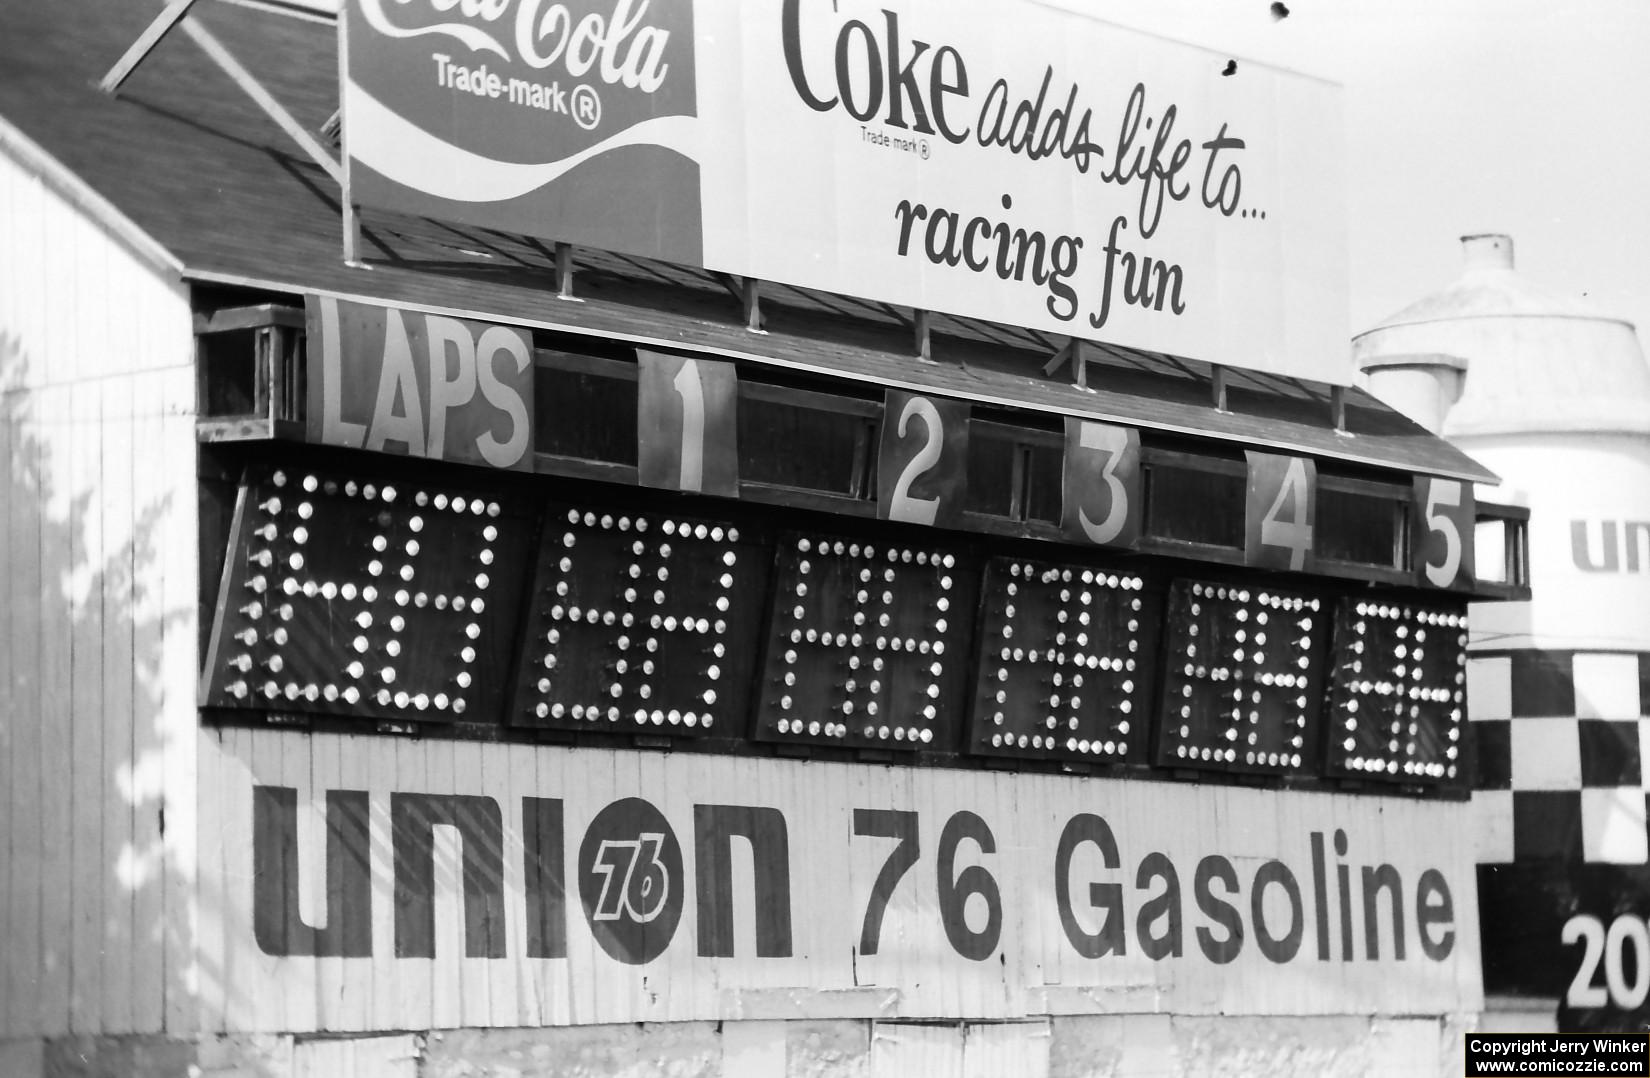 Coca-Cola
Trade-mark ®
Coke adds life to...
Trade mark ®
racing fun
LAPS 1 2 3 4 5
union 76 Gasoline
76
un
20
Copyright Jerry Winker
www.comicozzie.com